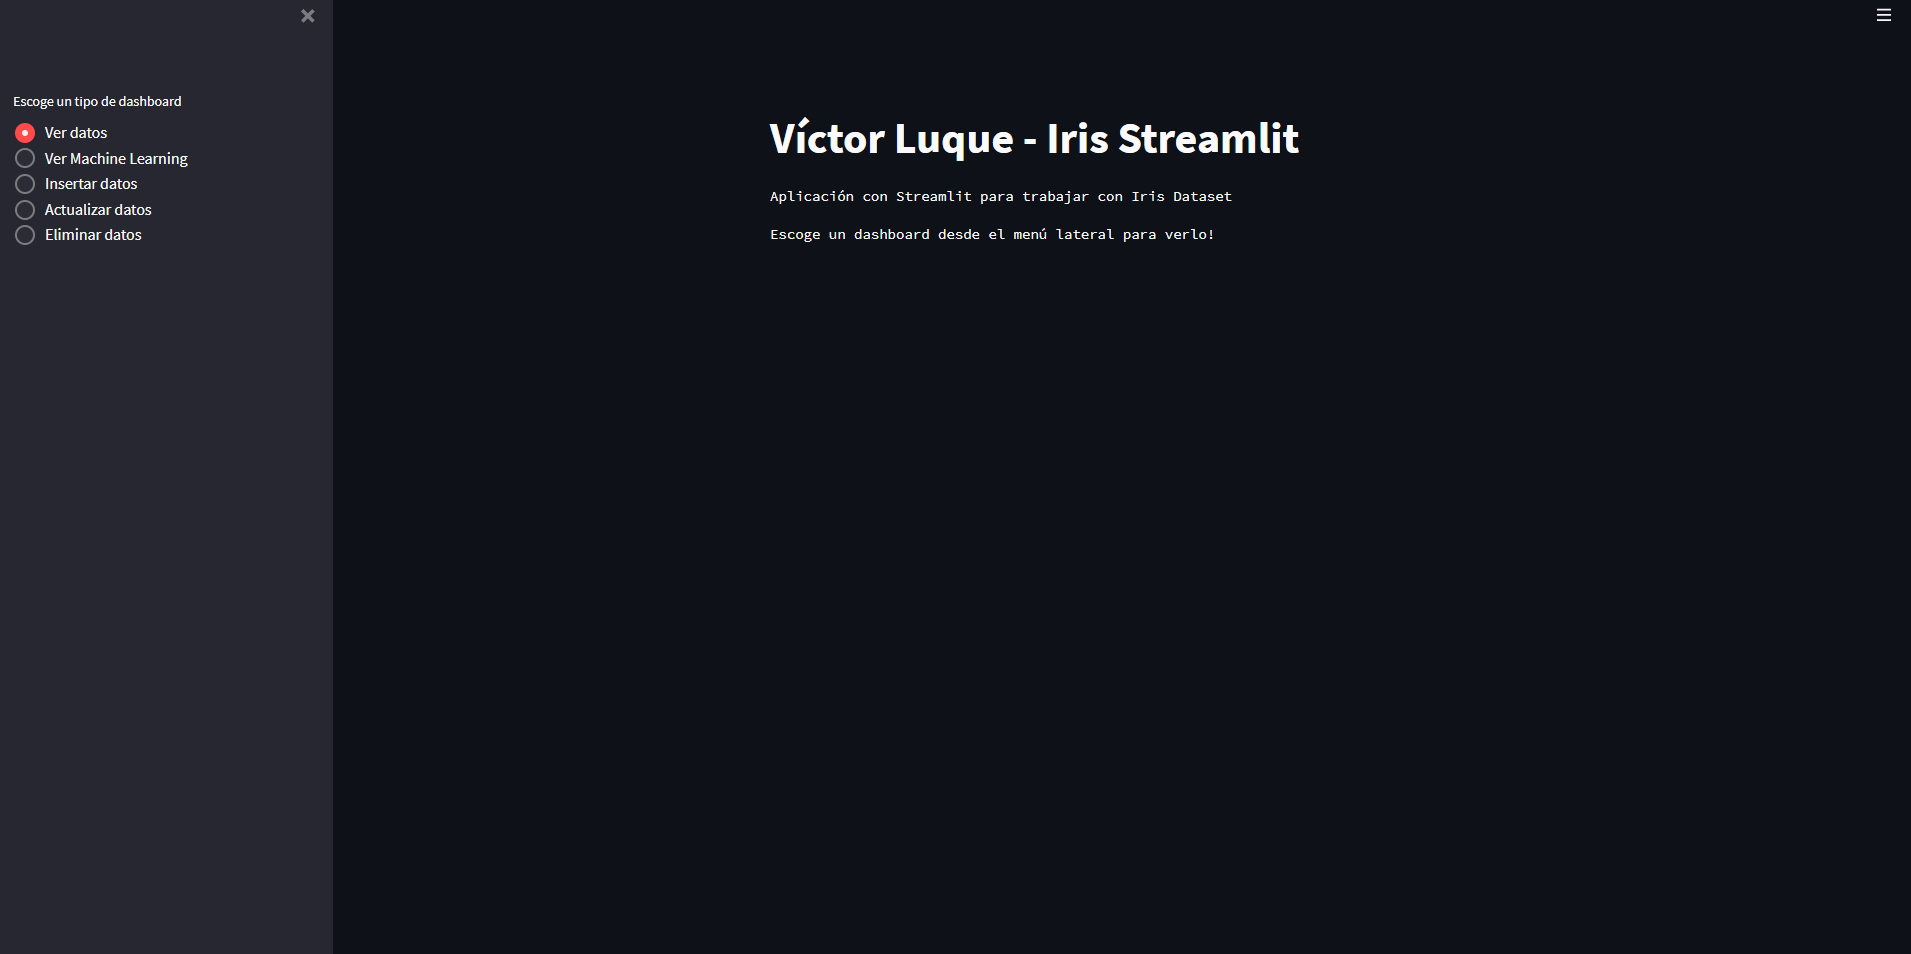 Escoge un tipo de dashboard
Ver datos
Ver Machine Learning
Insertar datos
Actualizar datos
Eliminar datos
Víctor Luque - Iris Streamlit
Aplicación con Streamlit para trabajar con Iris Dataset
Escoge un dashboard desde el menú lateral para verlo!